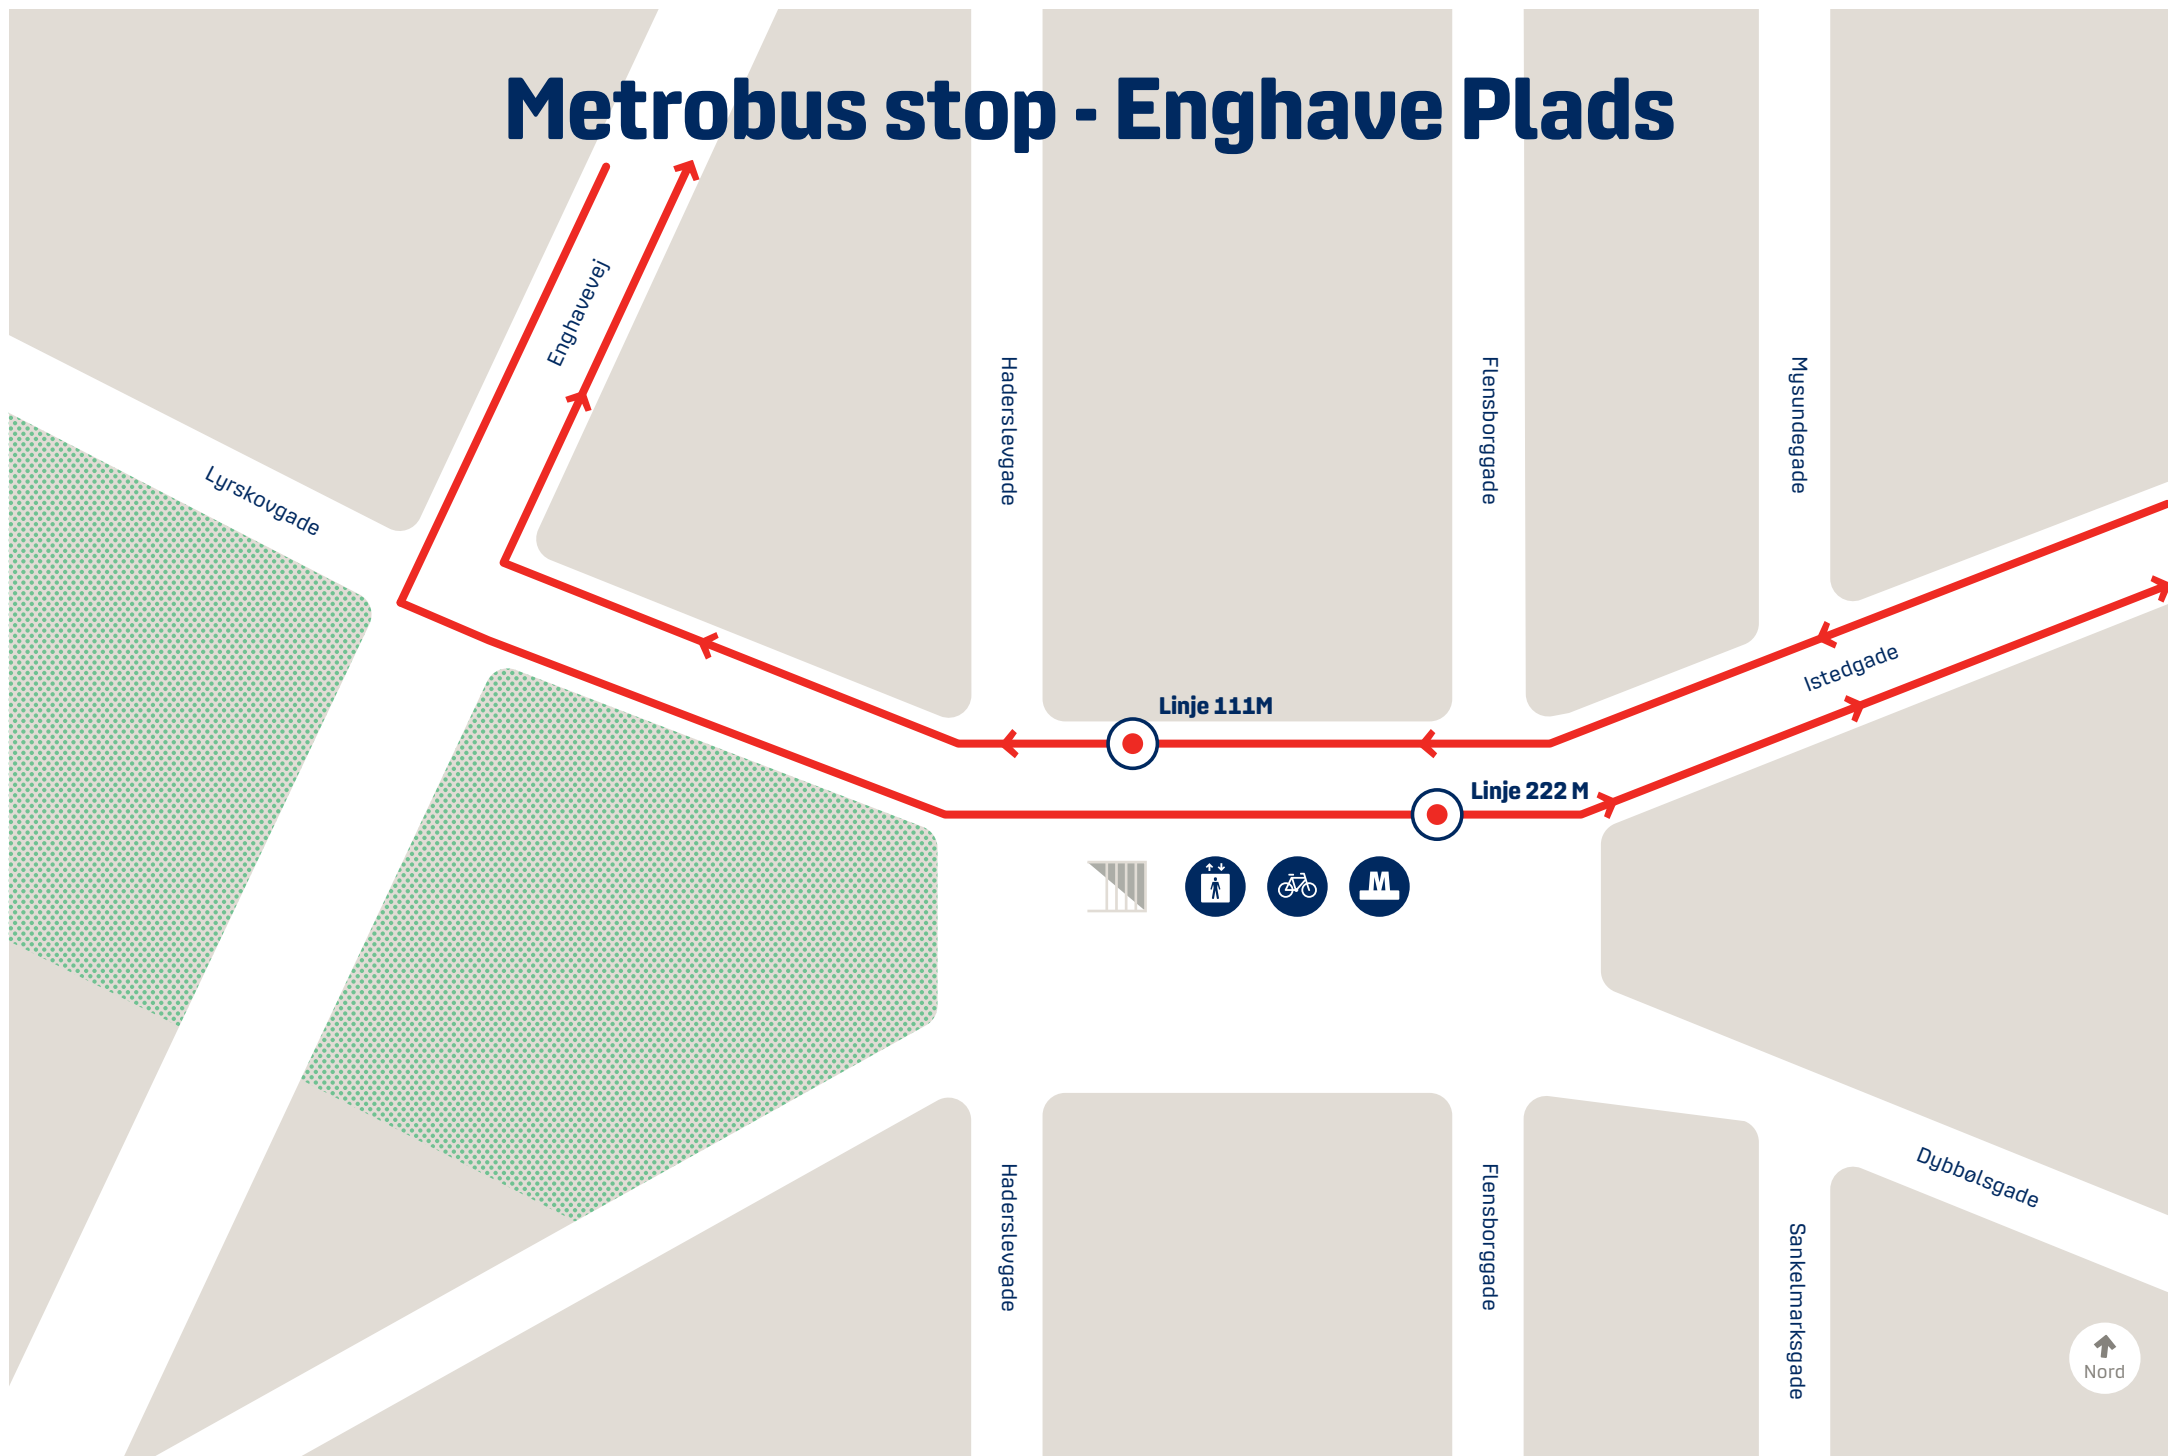 Metrobus stop - Enghave Plads
Enghavevej
Haderslevgade
Flensborggade
Mysundegade
Lyrskovgade
Istedgade
Linje 111M
Linje 222 M
M
Haderslevgade
Flensborggade
Dybbølsgade
Sankelmarksgade
Nord